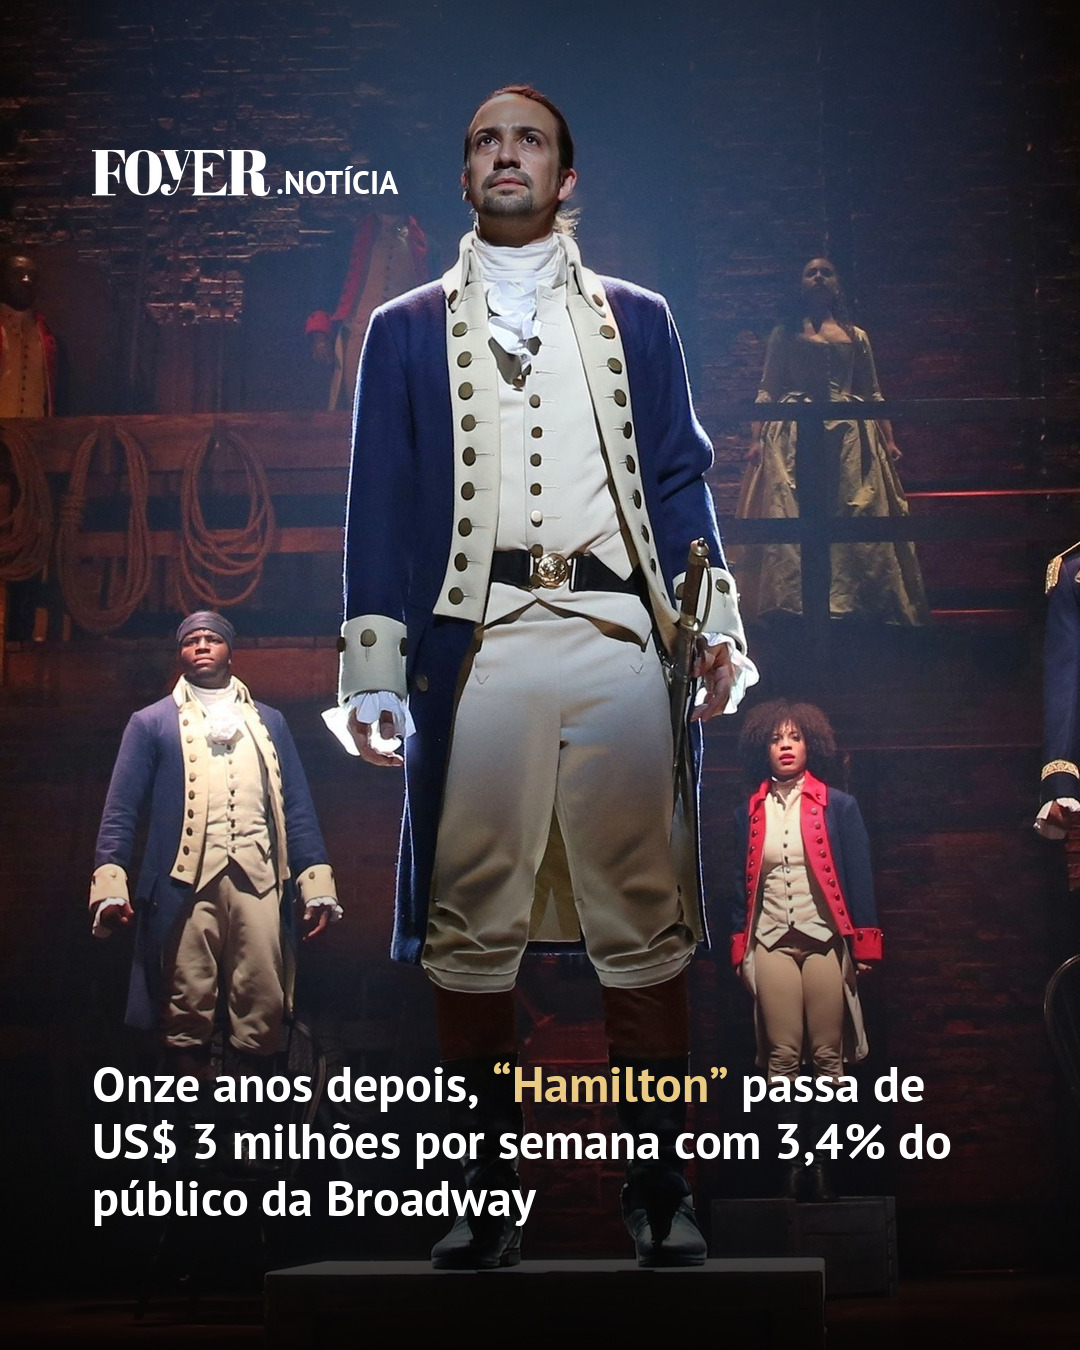 FOYER.NOTÍCIA
Onze anos depois, “Hamilton” passa de
US$ 3 milhões por semana com 3,4% do
público da Broadway